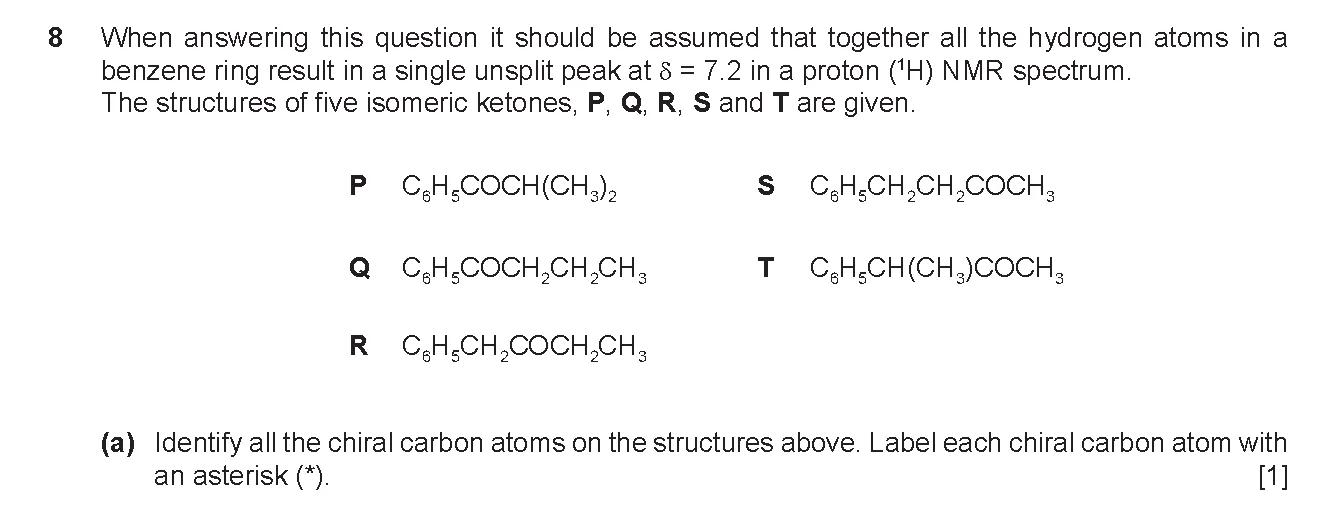 8 When answering this question it should be assumed that together all the hydrogen atoms in a
benzene ring result in a single unsplit peak at δ = 7.2 in a proton (¹H) NMR spectrum.
The structures of five isomeric ketones, P, Q, R, S and T are given.
P C₆H₅COCH(CH₃)₂ S C₆H₅CH₂CH₂COCH₃
Q C₆H₅COCH₂CH₂CH₃ T C₆H₅CH(CH₃)COCH₃
R C₆H₅CH₂COCH₂CH₃
(a) Identify all the chiral carbon atoms on the structures above. Label each chiral carbon atom with
an asterisk (*). [1]